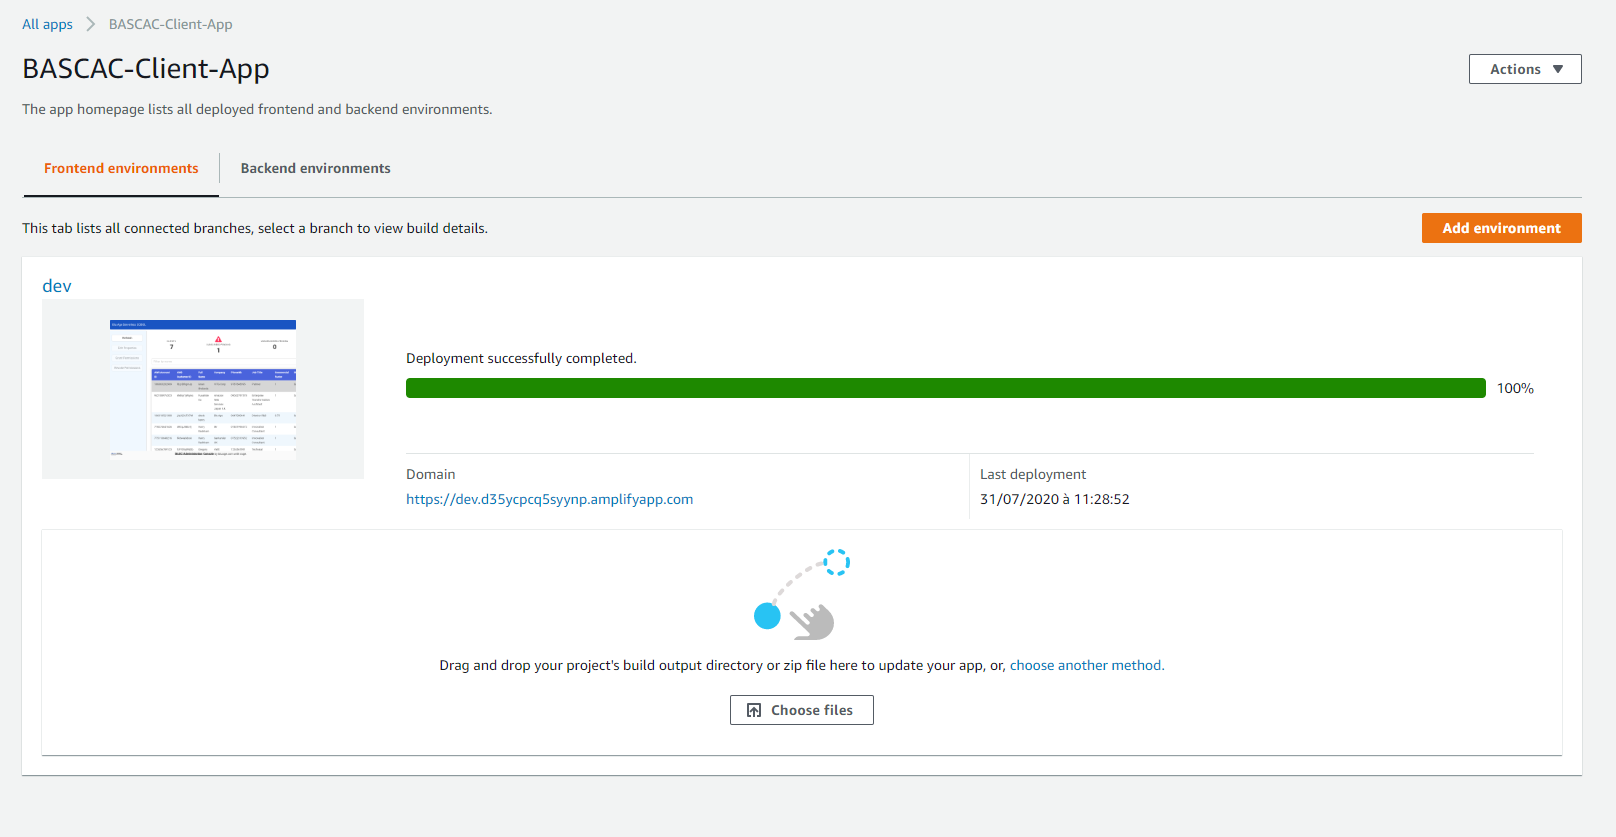 All apps > BASCAC-Client-App
BASCAC-Client-App
Actions
The app homepage lists all deployed frontend and backend environments.
Frontend environments
Backend environments
This tab lists all connected branches, select a branch to view build details.
Add environment
dev
7
1
0
Deployment successfully completed.
100%
Domain
Last deployment
https://dev.d35ycpcq5syynp.amplifyapp.com
31/07/2020 à 11:28:52
Drag and drop your project's build output directory or zip file here to update your app, or, choose another method.
Choose files